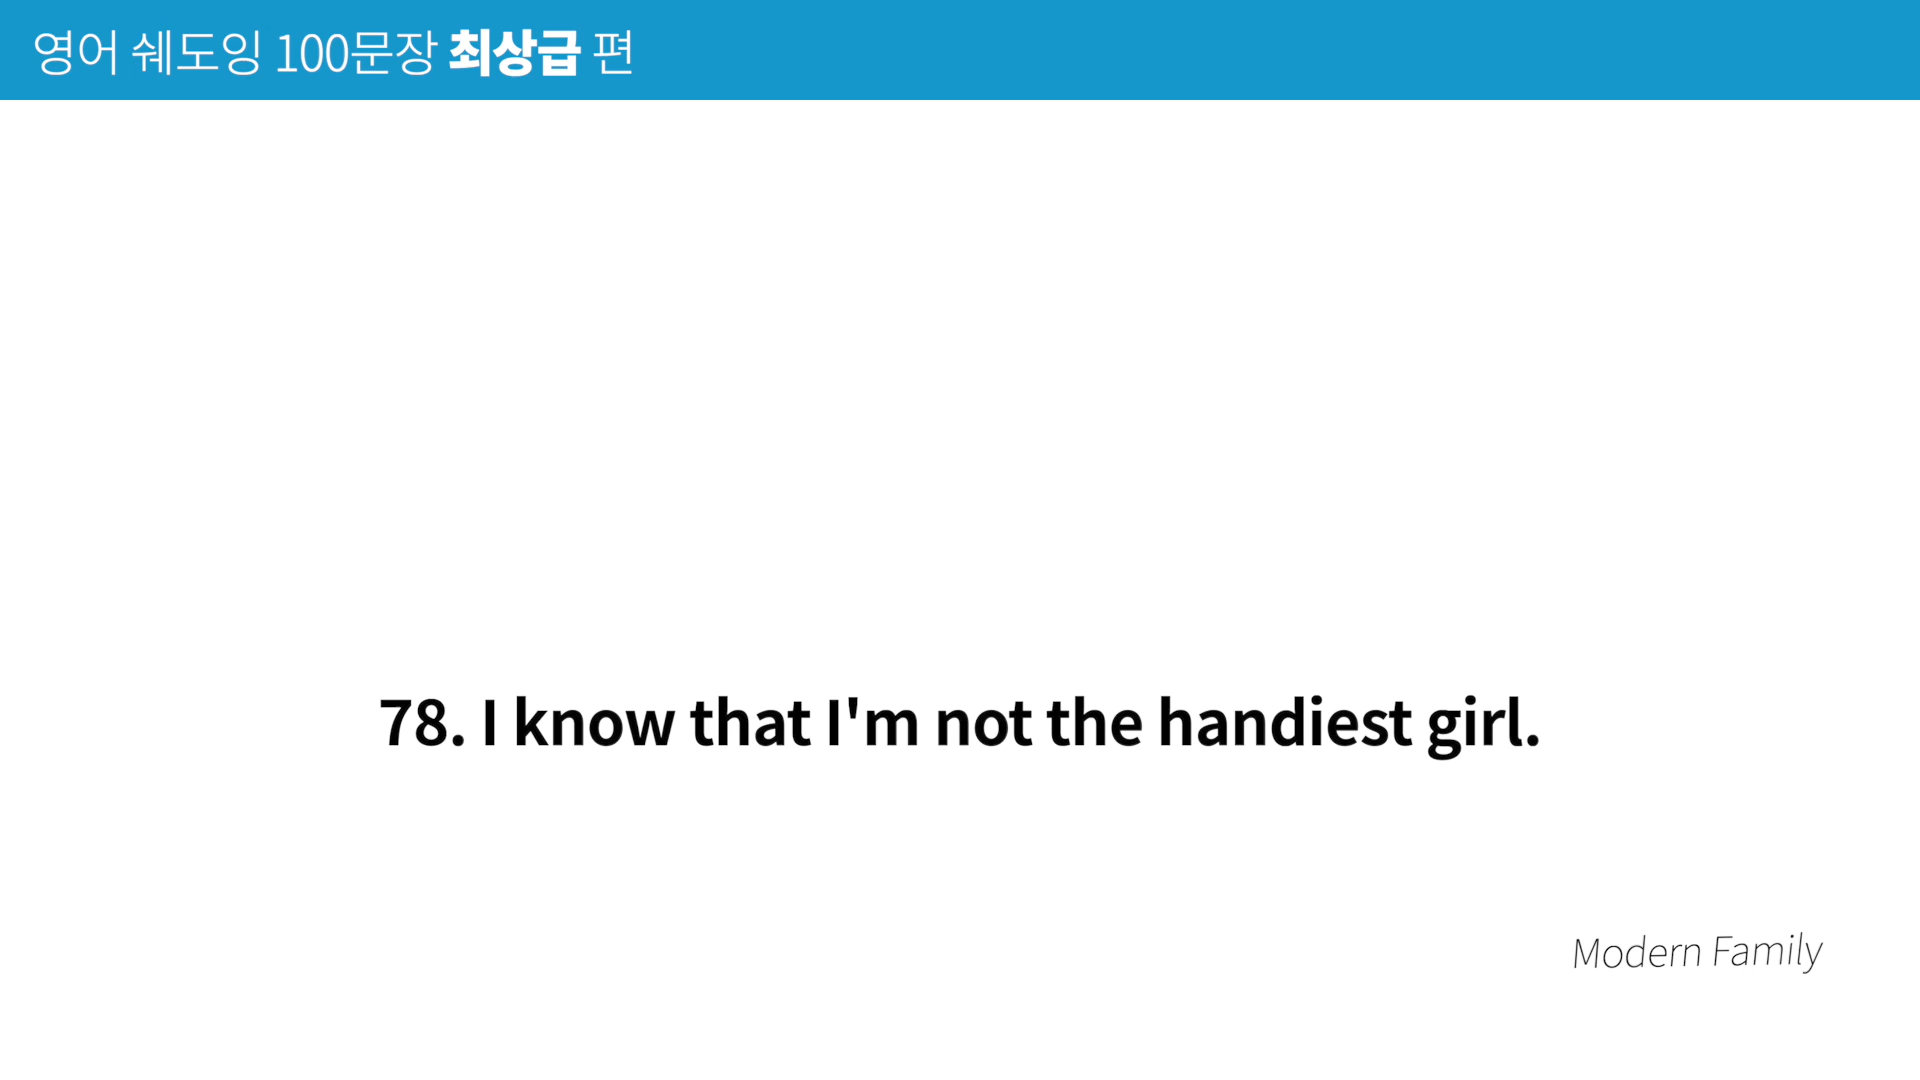 영어 쉐도잉 100문장 최상급 편
78. I know that I'm not the handiest girl.
Modern Family